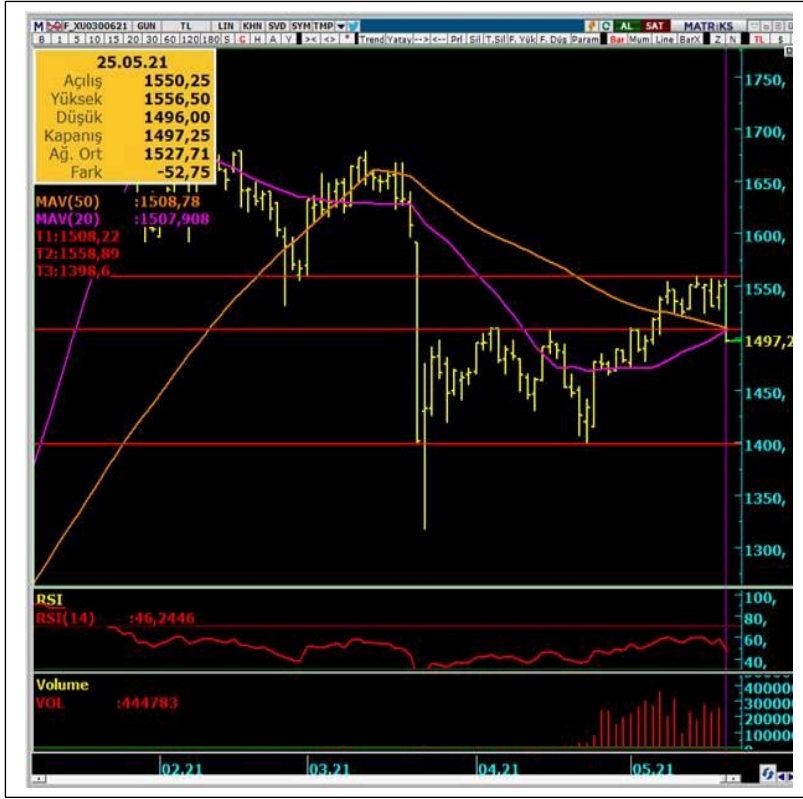 M F_XU0300621 GUN TL LIN KHN SVD SYM TMP C AL SAT MATRİKS
B 1 5 10 15 20 30 60 120 180 S G H A Y >< <> * Trend Yatay --> <-- Prl Sil T.Sil F. Yük F. Düş Param Bar Mum Line BarX Z N TL $
25.05.21
Açılış 1550,25
Yüksek 1556,50
Düşük 1496,00
Kapanış 1497,25
Ağ. Ort 1527,71
Fark -52,75
MAV(50) :1508,78
MAV(20) :1507,908
T1:1508,22
T2:1558,89
T3:1398,6
1750,
1700,
1650,
1600,
1550,
1497,2
1450,
1400,
1350,
1300,
RSI
RSI(14) :46,2446
100,
80,
60,
40,
Volume
VOL :444783
400000
300000
200000
100000
02,21 03,21 04,21 05,21